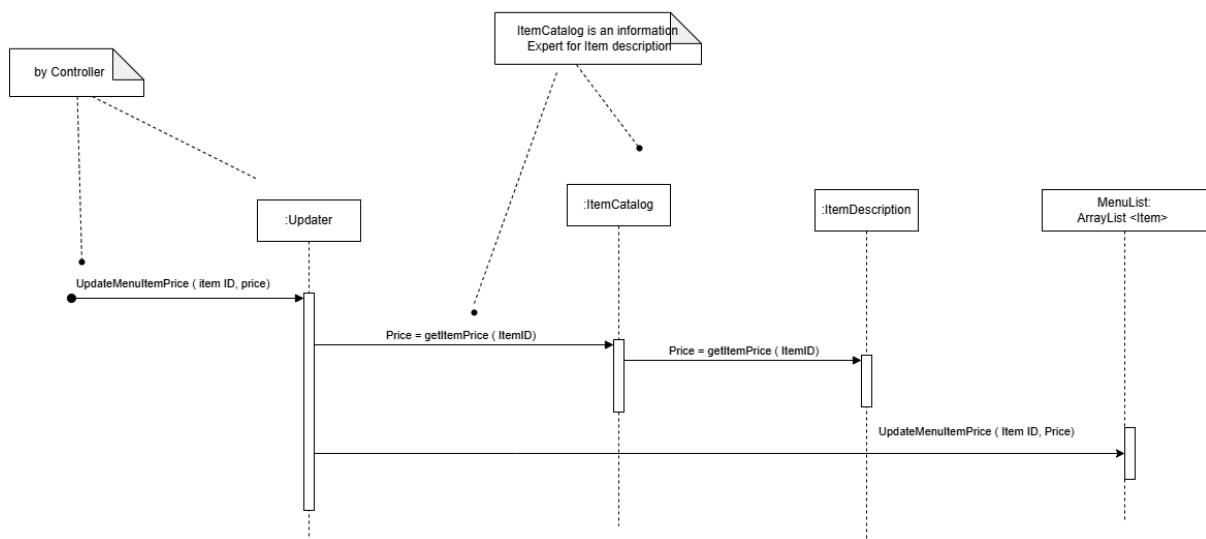 ItemCatalog is an information
Expert for Item description
by Controller
:Updater
:ItemCatalog
:ItemDescription
MenuList:
ArrayList <Item>
UpdateMenuItemPrice ( item ID, price)
Price = getItemPrice ( ItemID)
Price = getItemPrice ( ItemID)
UpdateMenuItemPrice ( Item ID, Price)